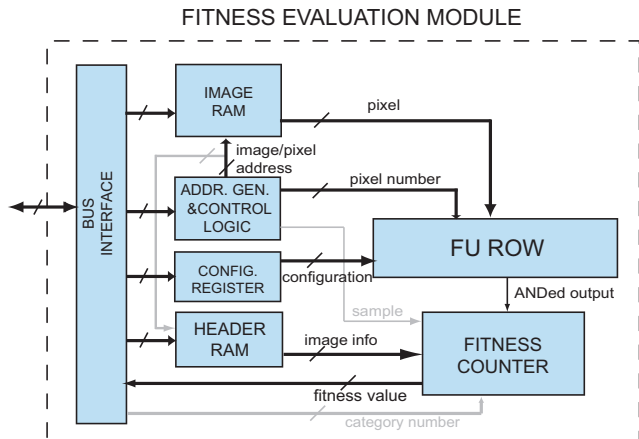 FITNESS EVALUATION MODULE
BUS
INTERFACE
IMAGE
RAM
pixel
image/pixel
address
ADDR. GEN.
&CONTROL
LOGIC
pixel number
FU ROW
CONFIG.
REGISTER
configuration
ANDed output
sample
HEADER
RAM
image info
FITNESS
COUNTER
fitness value
category number